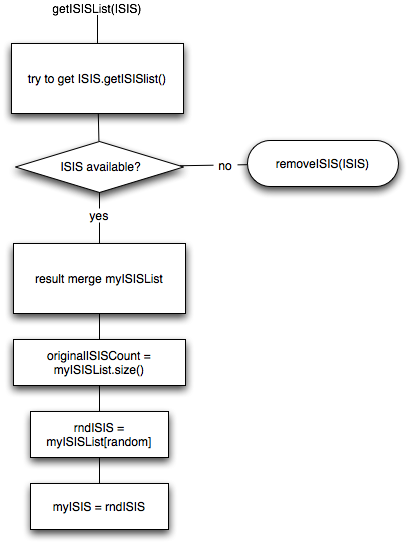 getISISList(ISIS)
try to get ISIS.getISISlist()
ISIS available?
no
removeISIS(ISIS)
yes
result merge myISISList
originalISISCount =
myISISList.size()
rndISIS =
myISISList[random]
myISIS = rndISIS